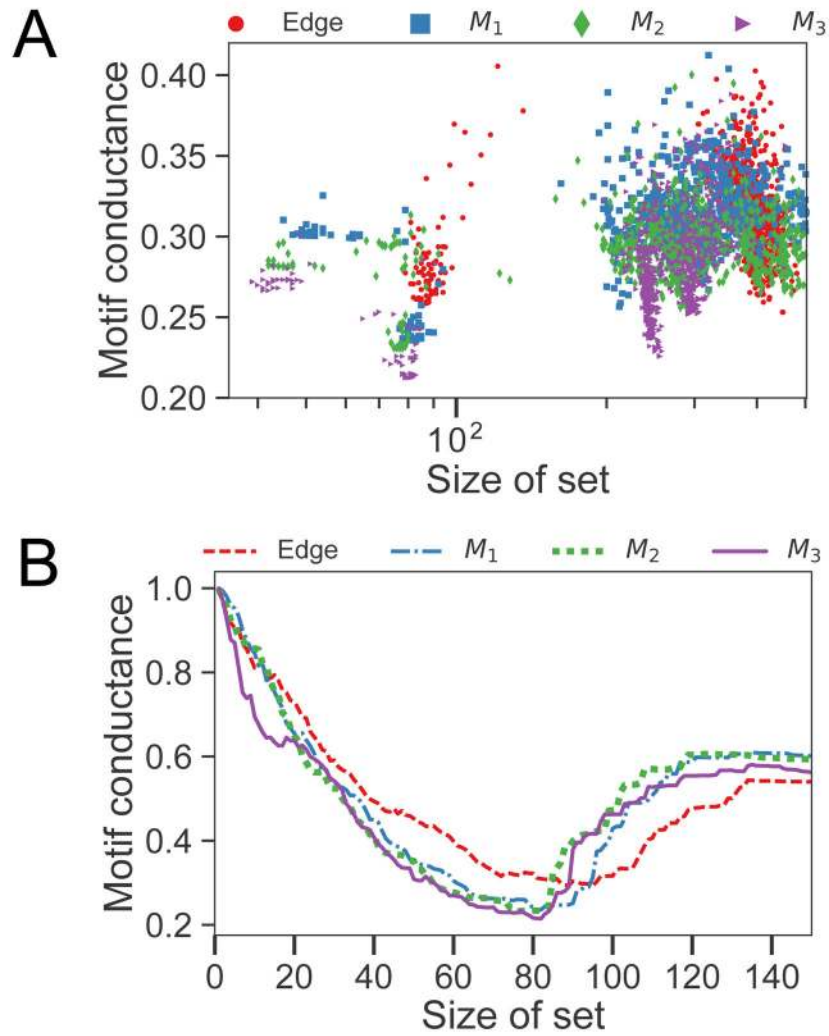 A
Edge M₁ M₂ M₃
Motif conductance
0.40
0.35
0.30
0.25
0.20
10²
Size of set
B
Edge M₁ M₂ M₃
Motif conductance
1.0
0.8
0.6
0.4
0.2
0 20 40 60 80 100 120 140
Size of set